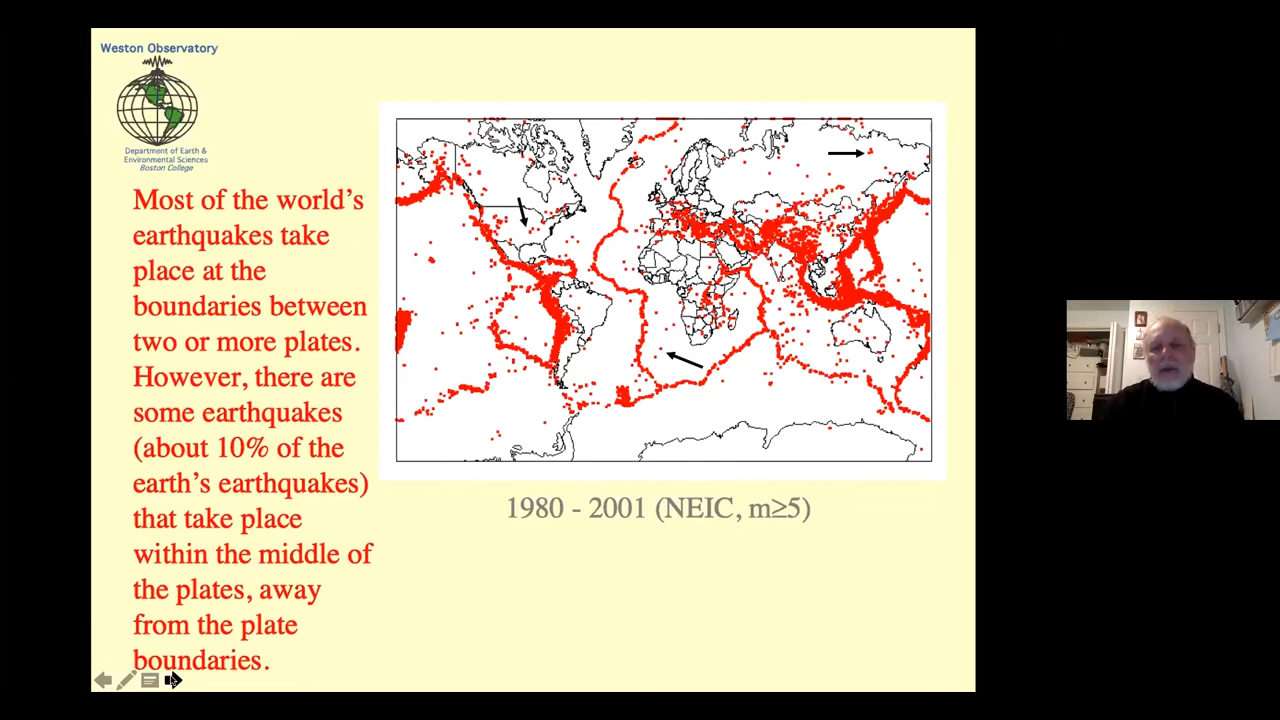 Weston Observatory
Department of Earth &
Environmental Sciences
Boston College
Most of the world’s
earthquakes take
place at the
boundaries between
two or more plates.
However, there are
some earthquakes
(about 10% of the
earth’s earthquakes)
that take place
within the middle of
the plates, away
from the plate
boundaries.
1980 - 2001 (NEIC, m≥5)